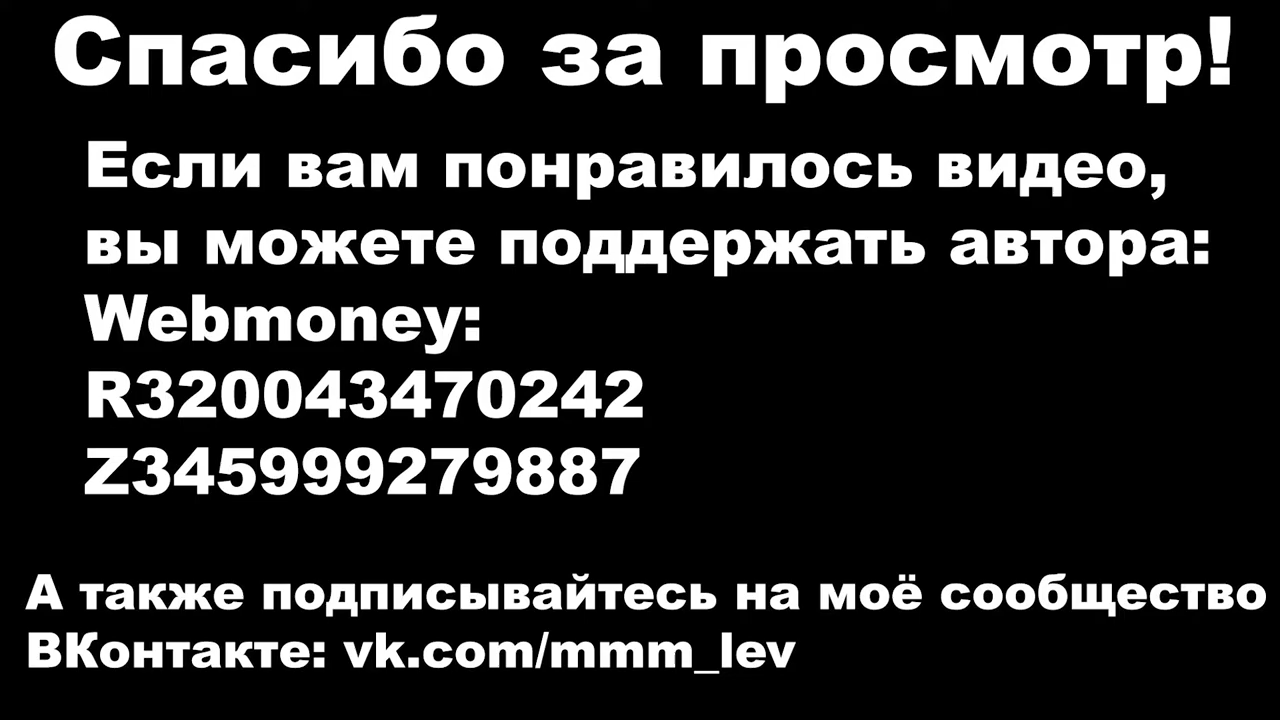 Спасибо за просмотр!
Если вам понравилось видео,
вы можете поддержать автора:
Webmoney:
R320043470242
Z345999279887
А также подписывайтесь на моё сообщество
ВКонтакте: vk.com/mmm_lev